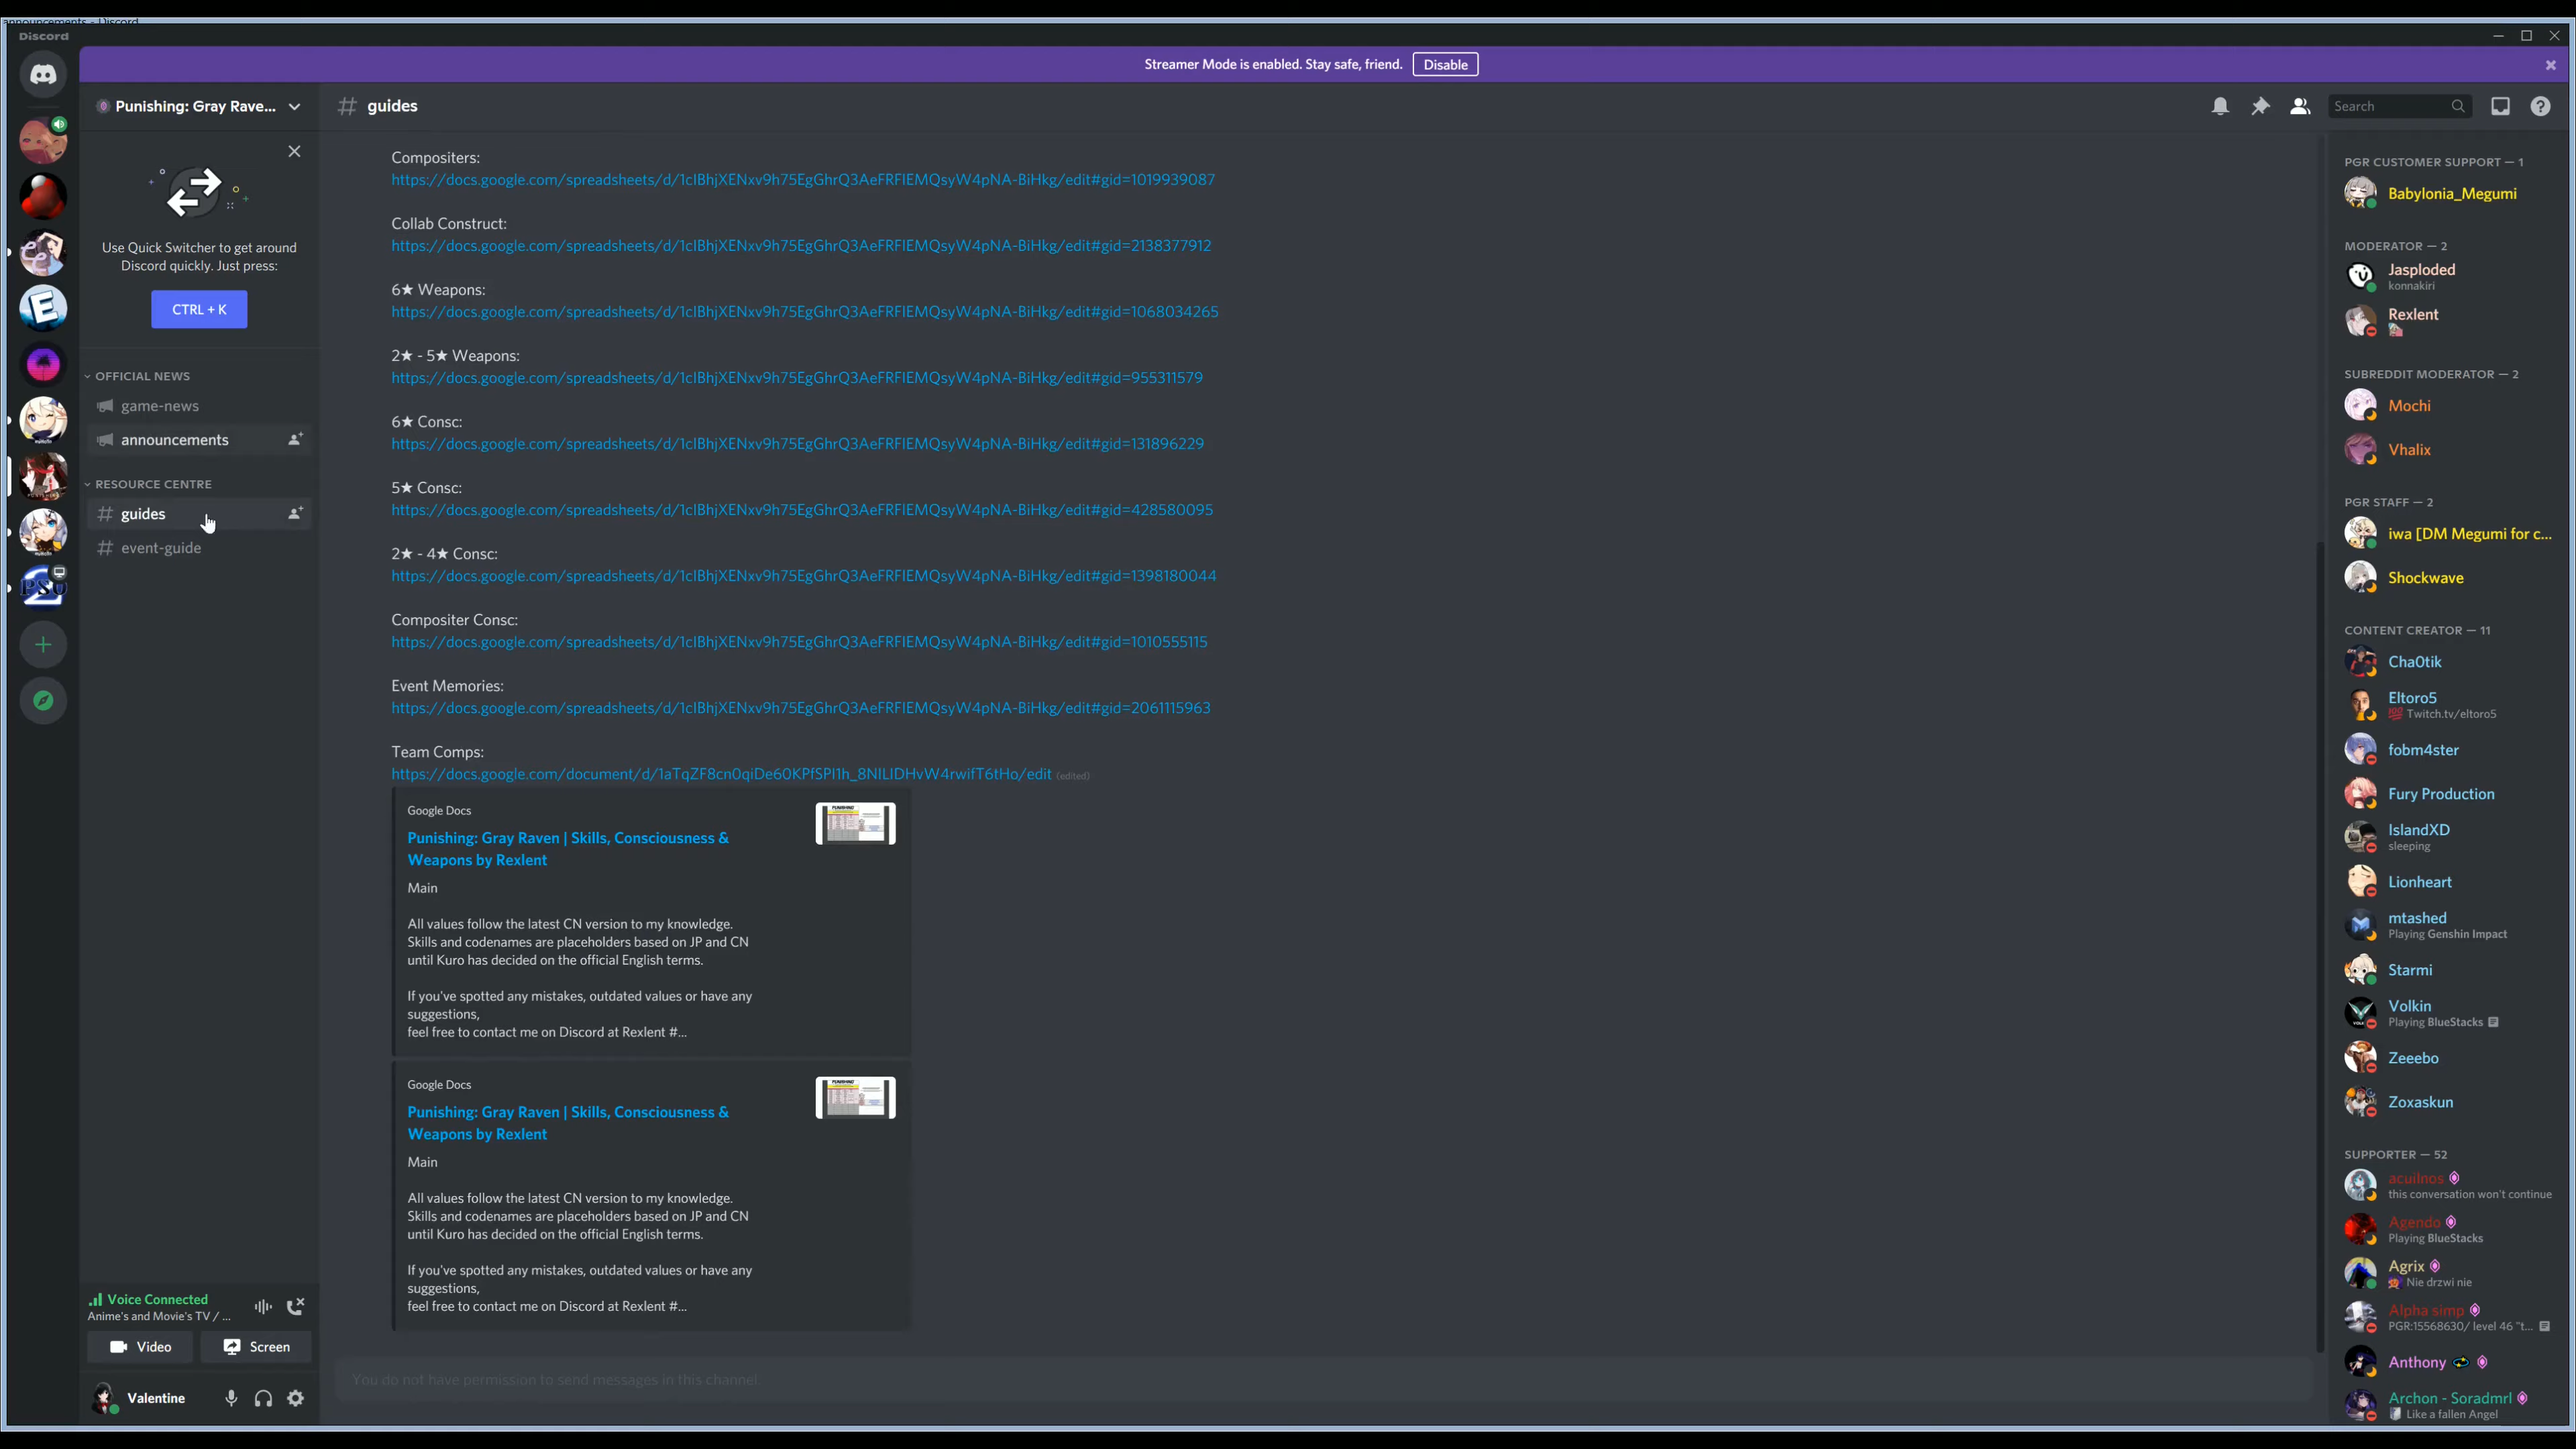 announcements - Discord
Discord
Streamer Mode is enabled. Stay safe, friend.
Disable
Punishing: Gray Rave...
guides
Search
Use Quick Switcher to get around
Discord quickly. Just press:
CTRL + K
OFFICIAL NEWS
game-news
announcements
RESOURCE CENTRE
guides
event-guide
Voice Connected
Anime's and Movie's TV / ...
Video
Screen
Valentine
Compositers:
https://docs.google.com/spreadsheets/d/1clBhjXENxv9h75EgGhrQ3AeFRFIEMQsyW4pNA-BiHkg/edit#gid=1019939087
Collab Construct:
https://docs.google.com/spreadsheets/d/1clBhjXENxv9h75EgGhrQ3AeFRFIEMQsyW4pNA-BiHkg/edit#gid=2138377912
6★ Weapons:
https://docs.google.com/spreadsheets/d/1clBhjXENxv9h75EgGhrQ3AeFRFIEMQsyW4pNA-BiHkg/edit#gid=1068034265
2★ - 5★ Weapons:
https://docs.google.com/spreadsheets/d/1clBhjXENxv9h75EgGhrQ3AeFRFIEMQsyW4pNA-BiHkg/edit#gid=955311579
6★ Consc:
https://docs.google.com/spreadsheets/d/1clBhjXENxv9h75EgGhrQ3AeFRFIEMQsyW4pNA-BiHkg/edit#gid=131896229
5★ Consc:
https://docs.google.com/spreadsheets/d/1clBhjXENxv9h75EgGhrQ3AeFRFIEMQsyW4pNA-BiHkg/edit#gid=428580095
2★ - 4★ Consc:
https://docs.google.com/spreadsheets/d/1clBhjXENxv9h75EgGhrQ3AeFRFIEMQsyW4pNA-BiHkg/edit#gid=1398180044
Compositer Consc:
https://docs.google.com/spreadsheets/d/1clBhjXENxv9h75EgGhrQ3AeFRFIEMQsyW4pNA-BiHkg/edit#gid=1010555115
Event Memories:
https://docs.google.com/spreadsheets/d/1clBhjXENxv9h75EgGhrQ3AeFRFIEMQsyW4pNA-BiHkg/edit#gid=2061115963
Team Comps:
https://docs.google.com/document/d/1aTqZF8cn0qiDe60KPfSPI1h_8NILIDHvW4rwifT6tHo/edit (edited)
Google Docs
Punishing: Gray Raven | Skills, Consciousness &
Weapons by Rexlent
Main
All values follow the latest CN version to my knowledge.
Skills and codenames are placeholders based on JP and CN
until Kuro has decided on the official English terms.
If you've spotted any mistakes, outdated values or have any
suggestions,
feel free to contact me on Discord at Rexlent #...
Google Docs
Punishing: Gray Raven | Skills, Consciousness &
Weapons by Rexlent
Main
All values follow the latest CN version to my knowledge.
Skills and codenames are placeholders based on JP and CN
until Kuro has decided on the official English terms.
If you've spotted any mistakes, outdated values or have any
suggestions,
feel free to contact me on Discord at Rexlent #...
You do not have permission to send messages in this channel
PGR CUSTOMER SUPPORT — 1
Babylonia_Megumi
MODERATOR — 2
Jasploded
konnakiri
Rexlent
SUBREDDIT MODERATOR — 2
Mochi
Vhalix
PGR STAFF — 2
iwa [DM Megumi for c...
Shockwave
CONTENT CREATOR — 11
Cha0tik
Eltoro5
Twitch.tv/eltoro5
fobm4ster
Fury Production
IslandXD
sleeping
Lionheart
mtashed
Playing Genshin Impact
Starmi
Volkin
Playing BlueStacks
Zeeebo
Zoxaskun
SUPPORTER — 52
acuilnos
this conversation won't continue
Agendo
Playing BlueStacks
Agrix
Nie drzwi nie
Alpha simp
PGR:15568630/ level 46 "t...
Anthony
Archon - Soradmrl
Like a fallen Angel